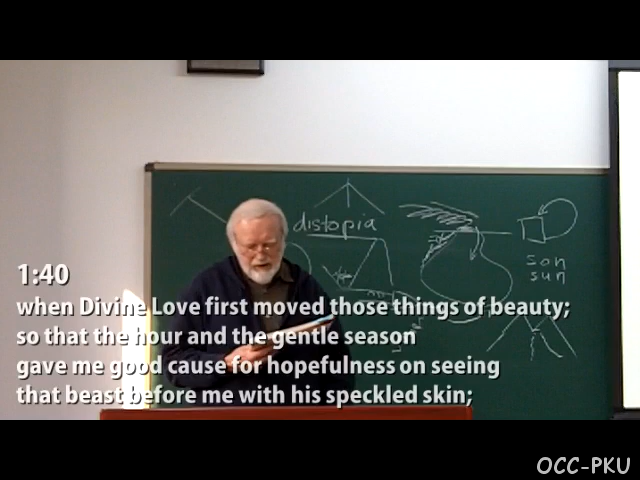 distopia
son
sun
1:40
when Divine Love first moved those things of beauty;
so that the hour and the gentle season
gave me good cause for hopefulness on seeing
that beast before me with his speckled skin;
OCC-PKU